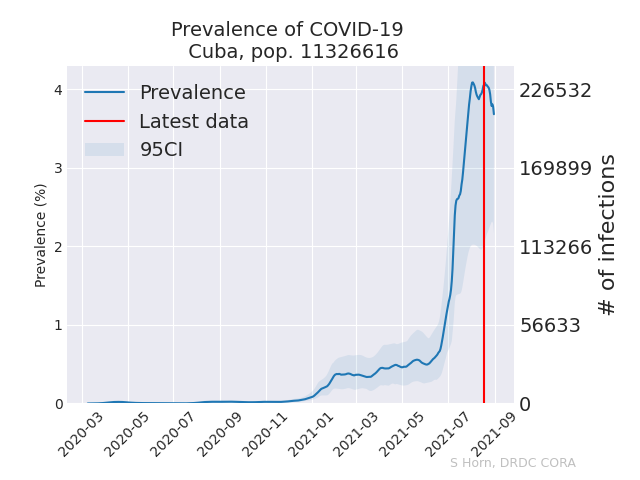 Prevalence of COVID-19
Cuba, pop. 11326616
Prevalence
Latest data
95CI
Prevalence (%)
4
3
2
1
0
226532
169899
113266
56633
0
# of infections
2020-03
2020-05
2020-07
2020-09
2020-11
2021-01
2021-03
2021-05
2021-07
2021-09
S Horn, DRDC CORA